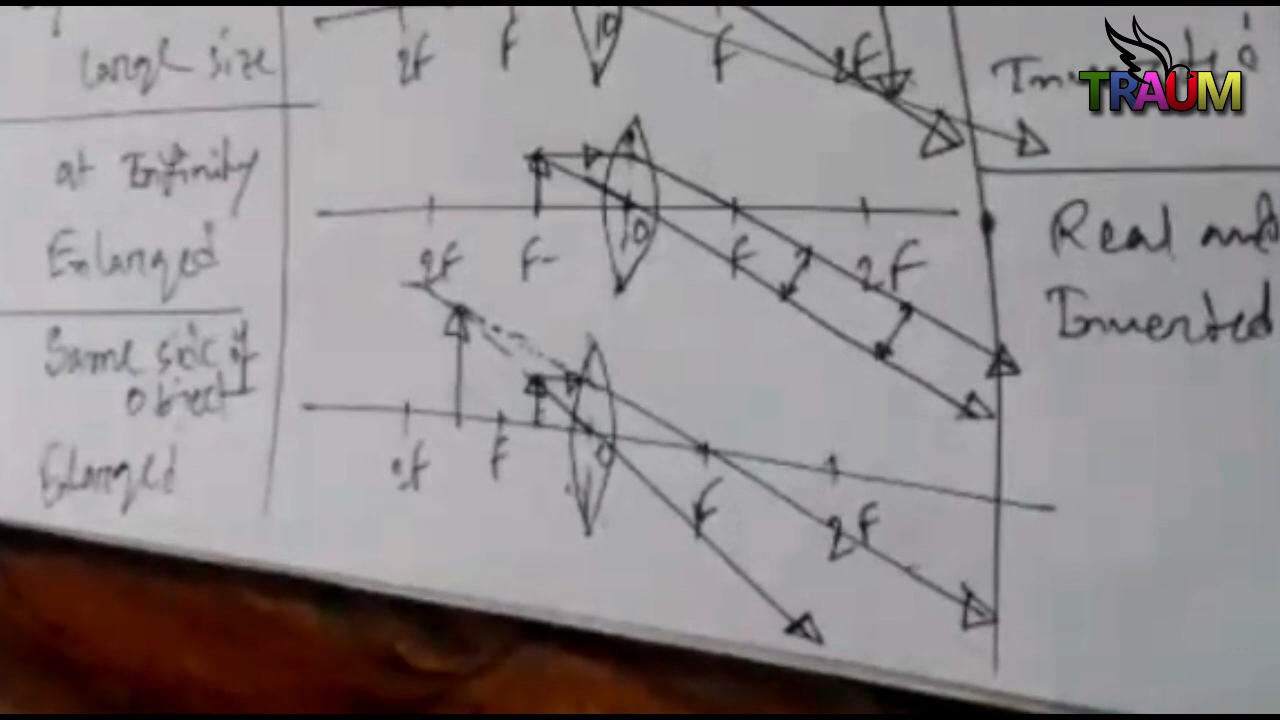 Large size
2F F O F 2F
Inverted
TRAUM
at Infinity
Enlarged
2F F O F 2F
Real and
Inverted
Same side of
object
Enlarged
2F F O F 2F